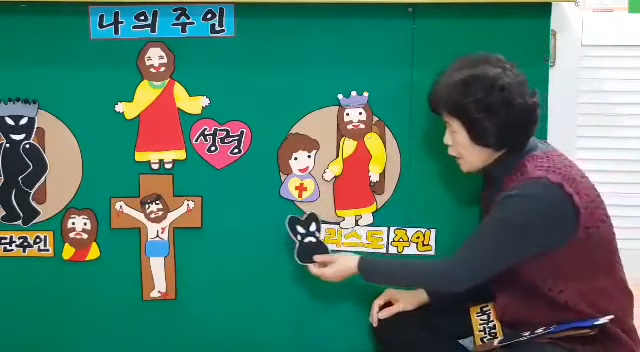 나의 주인
성령
단주인
리스도 주인